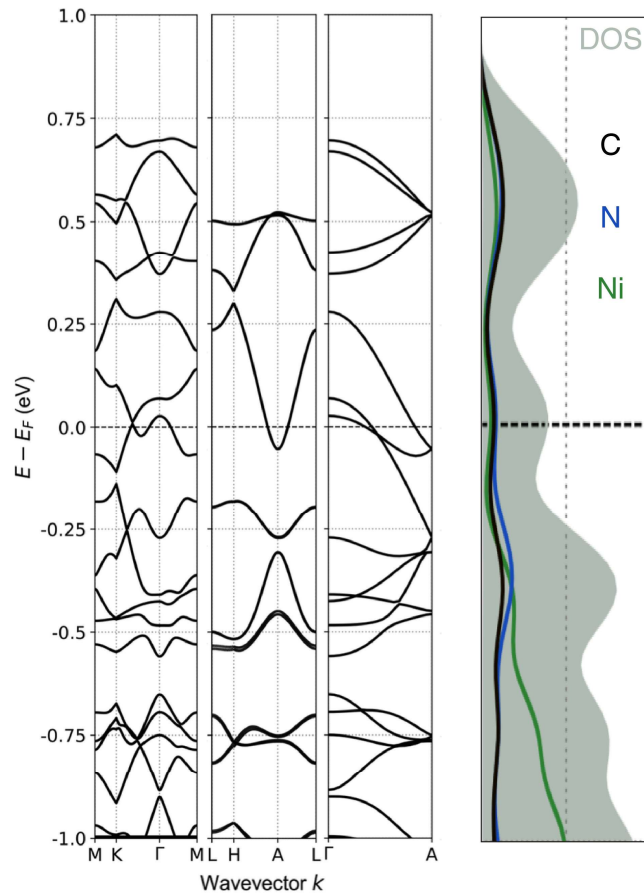 1.0
0.75
0.5
0.25
0.0
-0.25
-0.5
-0.75
-1.0
E − E_F (eV)
M K Γ M L H A L Γ A
Wavevector k
DOS
C
N
Ni